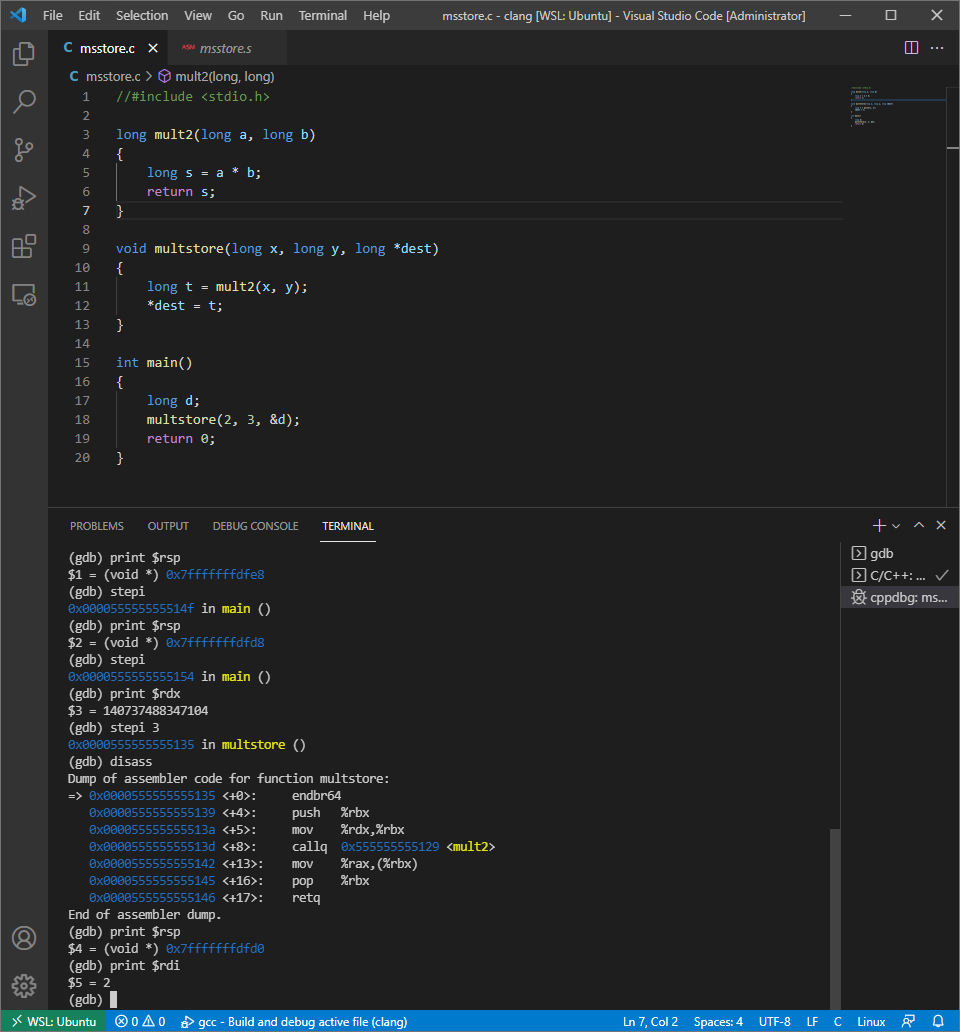 File Edit Selection View Go Run Terminal Help msstore.c - clang [WSL: Ubuntu] - Visual Studio Code [Administrator]
C msstore.c ASM msstore.s
C msstore.c > mult2(long, long)
1 //#include <stdio.h>
2
3 long mult2(long a, long b)
4 {
5 long s = a * b;
6 return s;
7 }
8
9 void multstore(long x, long y, long *dest)
10 {
11 long t = mult2(x, y);
12 *dest = t;
13 }
14
15 int main()
16 {
17 long d;
18 multstore(2, 3, &d);
19 return 0;
20 }
PROBLEMS OUTPUT DEBUG CONSOLE TERMINAL
gdb
C/C++: ...
cppdbg: ms...
(gdb) print $rsp
$1 = (void *) 0x7fffffffdfe8
(gdb) stepi
0x000055555555514f in main ()
(gdb) print $rsp
$2 = (void *) 0x7fffffffdfd8
(gdb) stepi
0x0000555555555154 in main ()
(gdb) print $rdx
$3 = 140737488347104
(gdb) stepi 3
0x0000555555555135 in multstore ()
(gdb) disass
Dump of assembler code for function multstore:
=> 0x0000555555555135 <+0>: endbr64
0x0000555555555139 <+4>: push %rbx
0x000055555555513a <+5>: mov %rdx,%rbx
0x000055555555513d <+8>: callq 0x555555555129 <mult2>
0x0000555555555142 <+13>: mov %rax,(%rbx)
0x0000555555555145 <+16>: pop %rbx
0x0000555555555146 <+17>: retq
End of assembler dump.
(gdb) print $rsp
$4 = (void *) 0x7fffffffdfd0
(gdb) print $rdi
$5 = 2
(gdb)
WSL: Ubuntu 0 0 gcc - Build and debug active file (clang) Ln 7, Col 2 Spaces: 4 UTF-8 LF C Linux